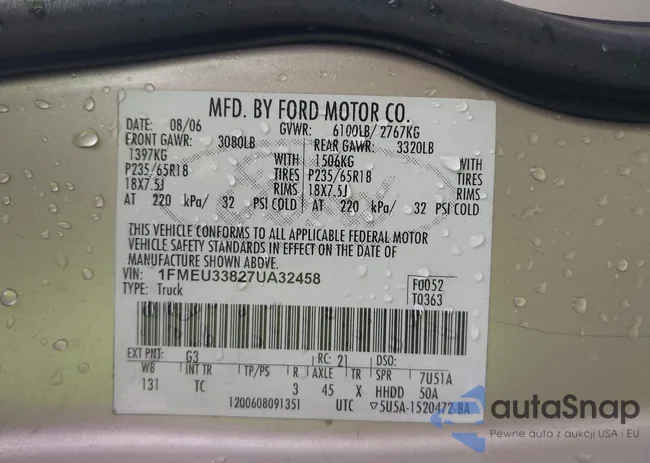 MFD. BY FORD MOTOR CO.
DATE: 08/06 GVWR: 6100LB/ 2767KG
FRONT GAWR: 3080LB REAR GAWR: 3320LB
1397KG WITH 1506KG WITH
P235/65R18 TIRES P235/65R18 TIRES
18X7.5J RIMS 18X7.5J RIMS
AT 220 kPa/ 32 PSI COLD AT 220 kPa/ 32 PSI COLD
THIS VEHICLE CONFORMS TO ALL APPLICABLE FEDERAL MOTOR
VEHICLE SAFETY STANDARDS IN EFFECT ON THE DATE OF
MANUFACTURE SHOWN ABOVE.
VIN: 1FMEU33827UA32458 F0052
TYPE: Truck T0363
EXT PNT: G3 RC: 21 DSO:
WB INT TR TP/PS R AXLE TR SPR 7U51A
131 TC 3 45 X HHDD 50A
1200608091351 UTC ▽5U5A-1520472-BA
autaSnap
Pewne auta z aukcji USA i EU